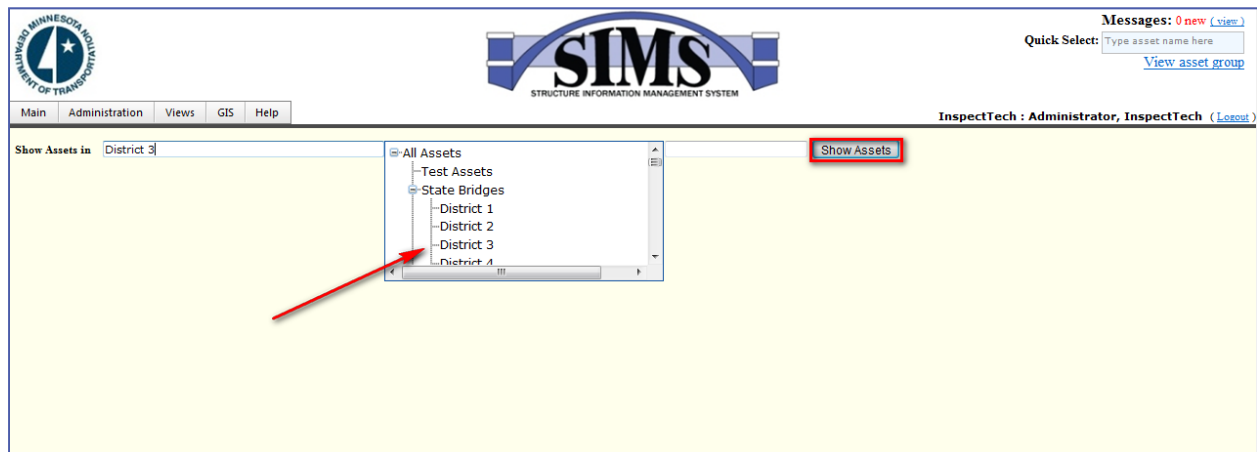 MINNESOTA DEPARTMENT OF TRANSPORTATION
SIMS
STRUCTURE INFORMATION MANAGEMENT SYSTEM
Messages: 0 new ( view )
Quick Select: Type asset name here
View asset group
Main Administration Views GIS Help
InspectTech : Administrator, InspectTech ( Logout )
Show Assets in District 3
Show Assets
All Assets
Test Assets
State Bridges
District 1
District 2
District 3
District 4